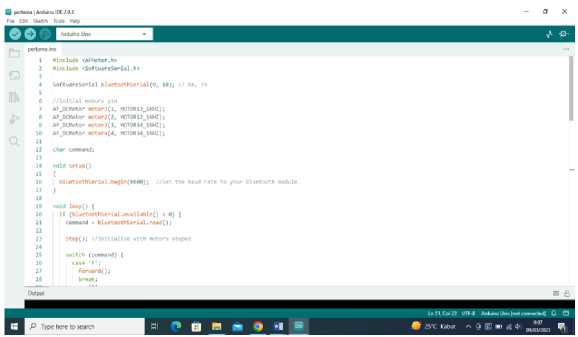 pertama | Arduino IDE 2.0.3
File Edit Sketch Tools Help
Arduino Uno
pertama.ino
1 #include <AFMotor.h>
2 #include <SoftwareSerial.h>
3
4 SoftwareSerial bluetoothSerial(9, 10); // RX, TX
5
6 //initial motors pin
7 AF_DCMotor motor1(1, MOTOR12_1KHZ);
8 AF_DCMotor motor2(2, MOTOR12_1KHZ);
9 AF_DCMotor motor3(3, MOTOR34_1KHZ);
10 AF_DCMotor motor4(4, MOTOR34_1KHZ);
11
12 char command;
13
14 void setup()
15 {
16 bluetoothSerial.begin(9600); //Set the baud rate to your Bluetooth module.
17 }
18
19 void loop() {
20 if (bluetoothSerial.available() > 0) {
21 command = bluetoothSerial.read();
22
23 Stop(); //initialize with motors stoped
24
25 switch (command) {
26 case 'F':
27 forward();
28 break;
Output
Ln 21, Col 22 UTF-8 Arduino Uno [not connected]
Type here to search
25°C Kabut
9:07
09/03/2023